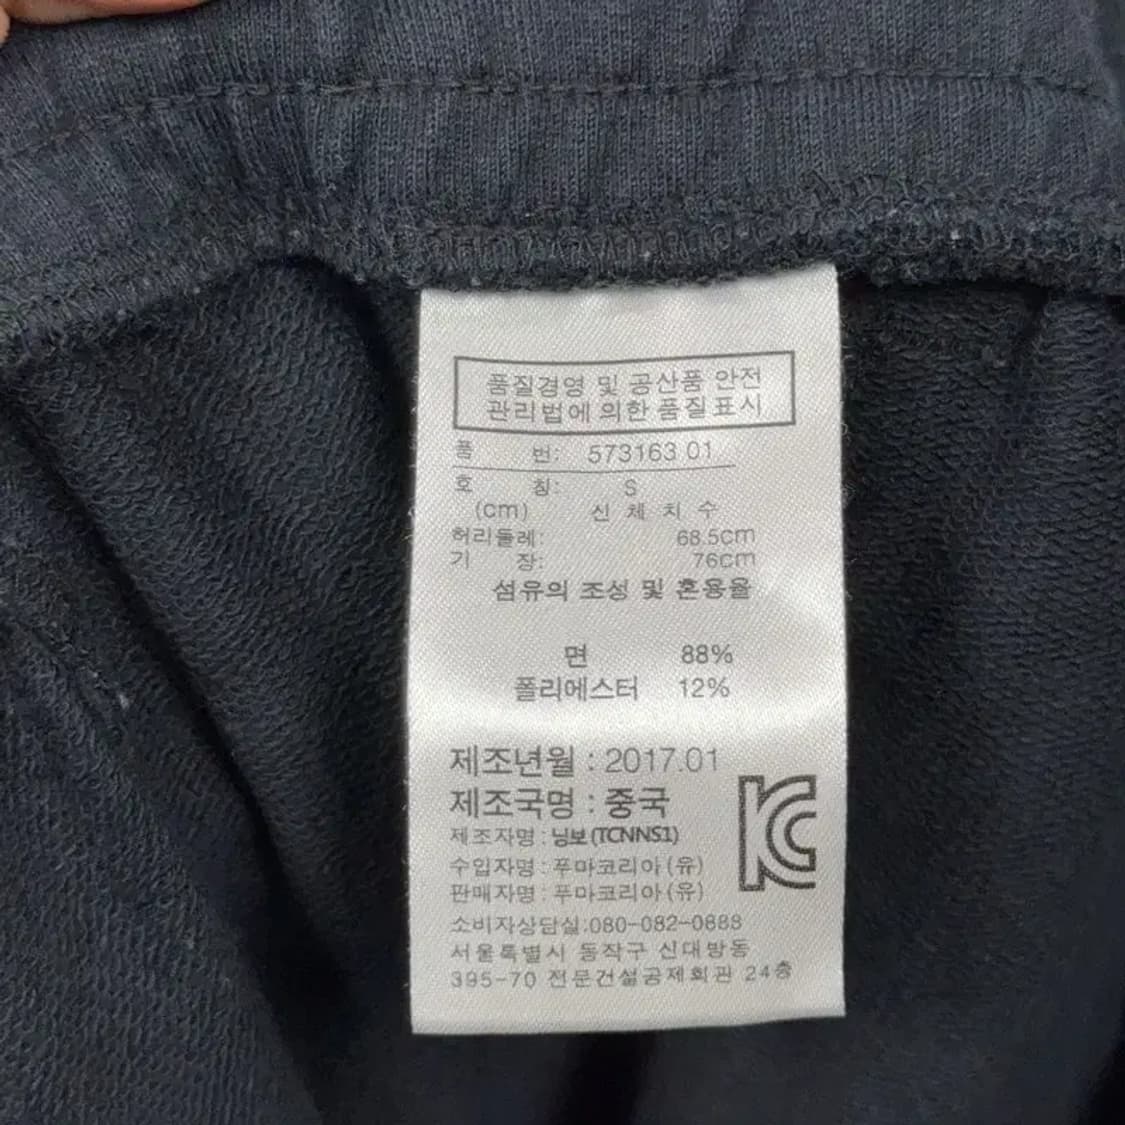 품질경영 및 공산품 안전
관리법에 의한 품질표시
품 번: 573163 01
호 칭: S
(cm) 신체치수
허리둘레: 68.5cm
기 장: 76cm
섬유의 조성 및 혼용율
면 88%
폴리에스터 12%
제조년월 : 2017.01
제조국명 : 중국
제조자명 : 닝보(TCNNS1)
수입자명 : 푸마코리아(유)
판매자명 : 푸마코리아(유)
소비자상담실:080-082-0888
서울특별시 동작구 신대방동
395-70 전문건설공제회관 24층
KC